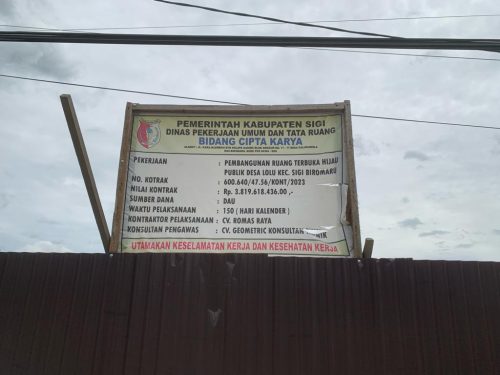 PEMERINTAH KABUPATEN SIGI
DINAS PEKERJAAN UMUM DAN TATA RUANG
BIDANG CIPTA KARYA
PEKERJAAN : PEMBANGUNAN RUANG TERBUKA HIJAU
PUBLIK DESA LOLU KEC. SIGI BIROMARU
NO. KOTRAK : 600.640/47.56/KONT/2023
NILAI KONTRAK : Rp. 3.819.618.436.00 ,-
SUMBER DANA : DAU
WAKTU PELAKSANAAN : 150 ( HARI KALENDER )
KONTRAKTOR PELAKSANAAN : CV. ROMAS RAYA
KONSULTAN PENGAWAS : CV. GEOMETRIC KONSULTAN
UTAMAKAN KESELAMATAN KERJA DAN KESEHATAN KERJA